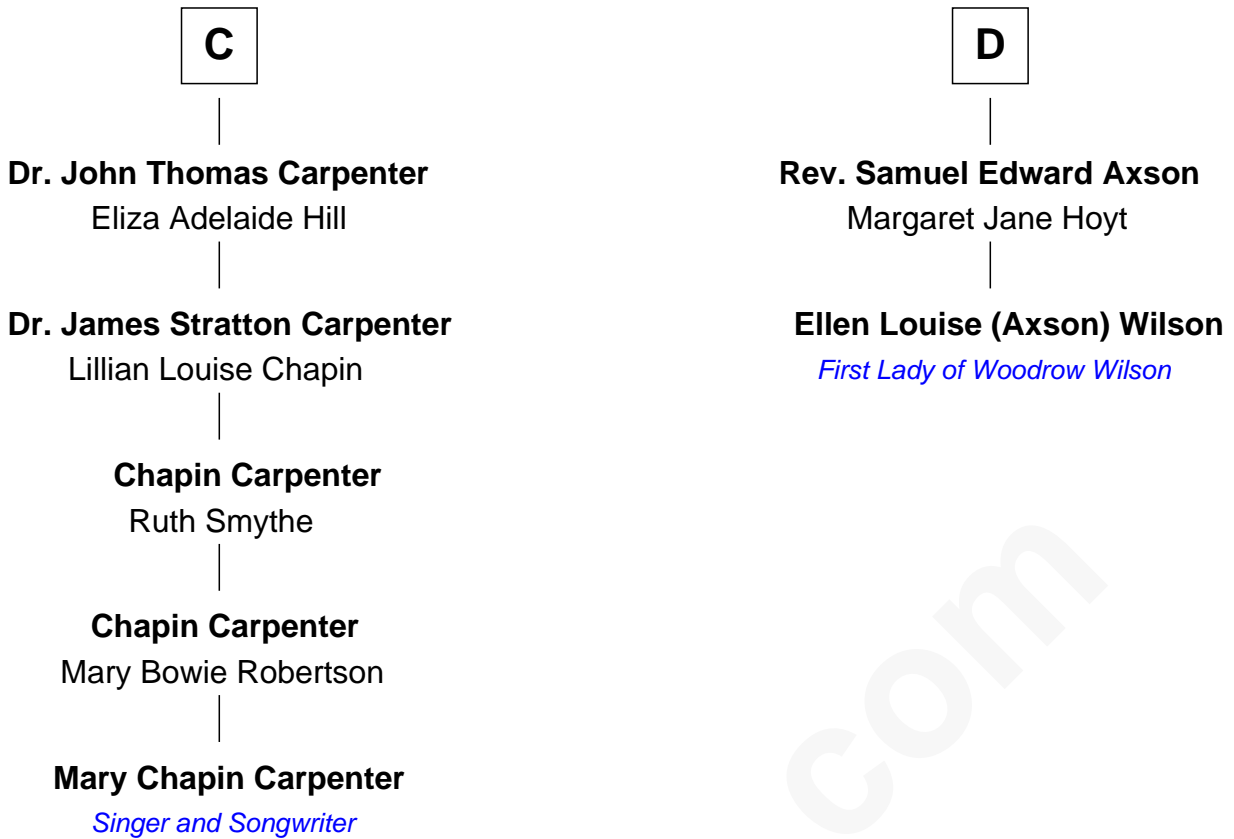 C
Dr. John Thomas Carpenter
Eliza Adelaide Hill
Dr. James Stratton Carpenter
Lillian Louise Chapin
Chapin Carpenter
Ruth Smythe
Chapin Carpenter
Mary Bowie Robertson
Mary Chapin Carpenter
Singer and Songwriter
D
Rev. Samuel Edward Axson
Margaret Jane Hoyt
Ellen Louise (Axson) Wilson
First Lady of Woodrow Wilson
com